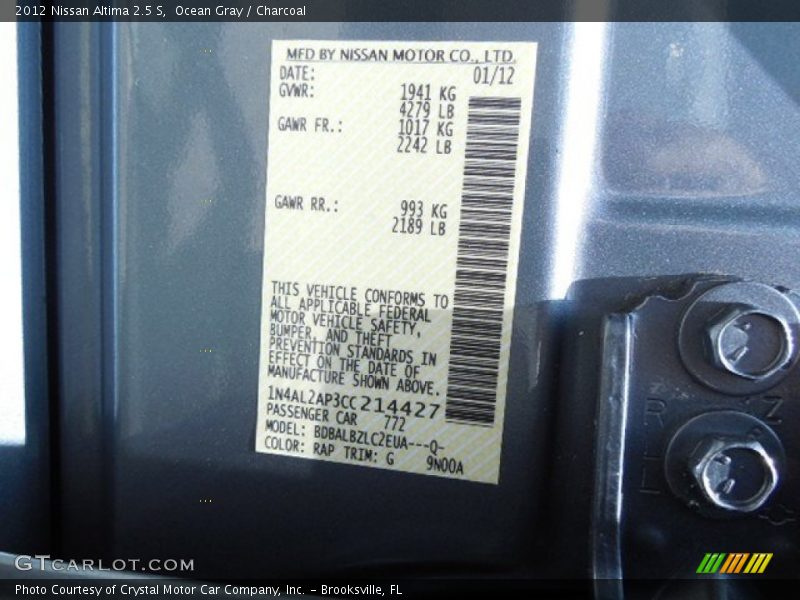 2012 Nissan Altima 2.5 S, Ocean Gray / Charcoal
MFD BY NISSAN MOTOR CO., LTD.
DATE: 01/12
GVWR: 1941 KG
4279 LB
GAWR FR.: 1017 KG
2242 LB
GAWR RR.: 993 KG
2189 LB
THIS VEHICLE CONFORMS TO
ALL APPLICABLE FEDERAL
MOTOR VEHICLE SAFETY,
BUMPER, AND THEFT
PREVENTION STANDARDS IN
EFFECT ON THE DATE OF
MANUFACTURE SHOWN ABOVE.
1N4AL2AP3CC214427
PASSENGER CAR 772
MODEL: BDBALBZLC2EUA---Q-
COLOR: RAP TRIM: G 9N00A
GTCARLOT.COM
Photo Courtesy of Crystal Motor Car Company, Inc. – Brooksville, FL